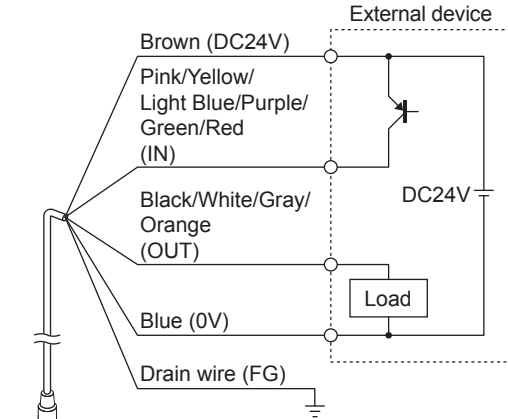 External device
Brown (DC24V)
Pink/Yellow/
Light Blue/Purple/
Green/Red
(IN)
Black/White/Gray/
Orange
(OUT)
DC24V
Load
Blue (0V)
Drain wire (FG)